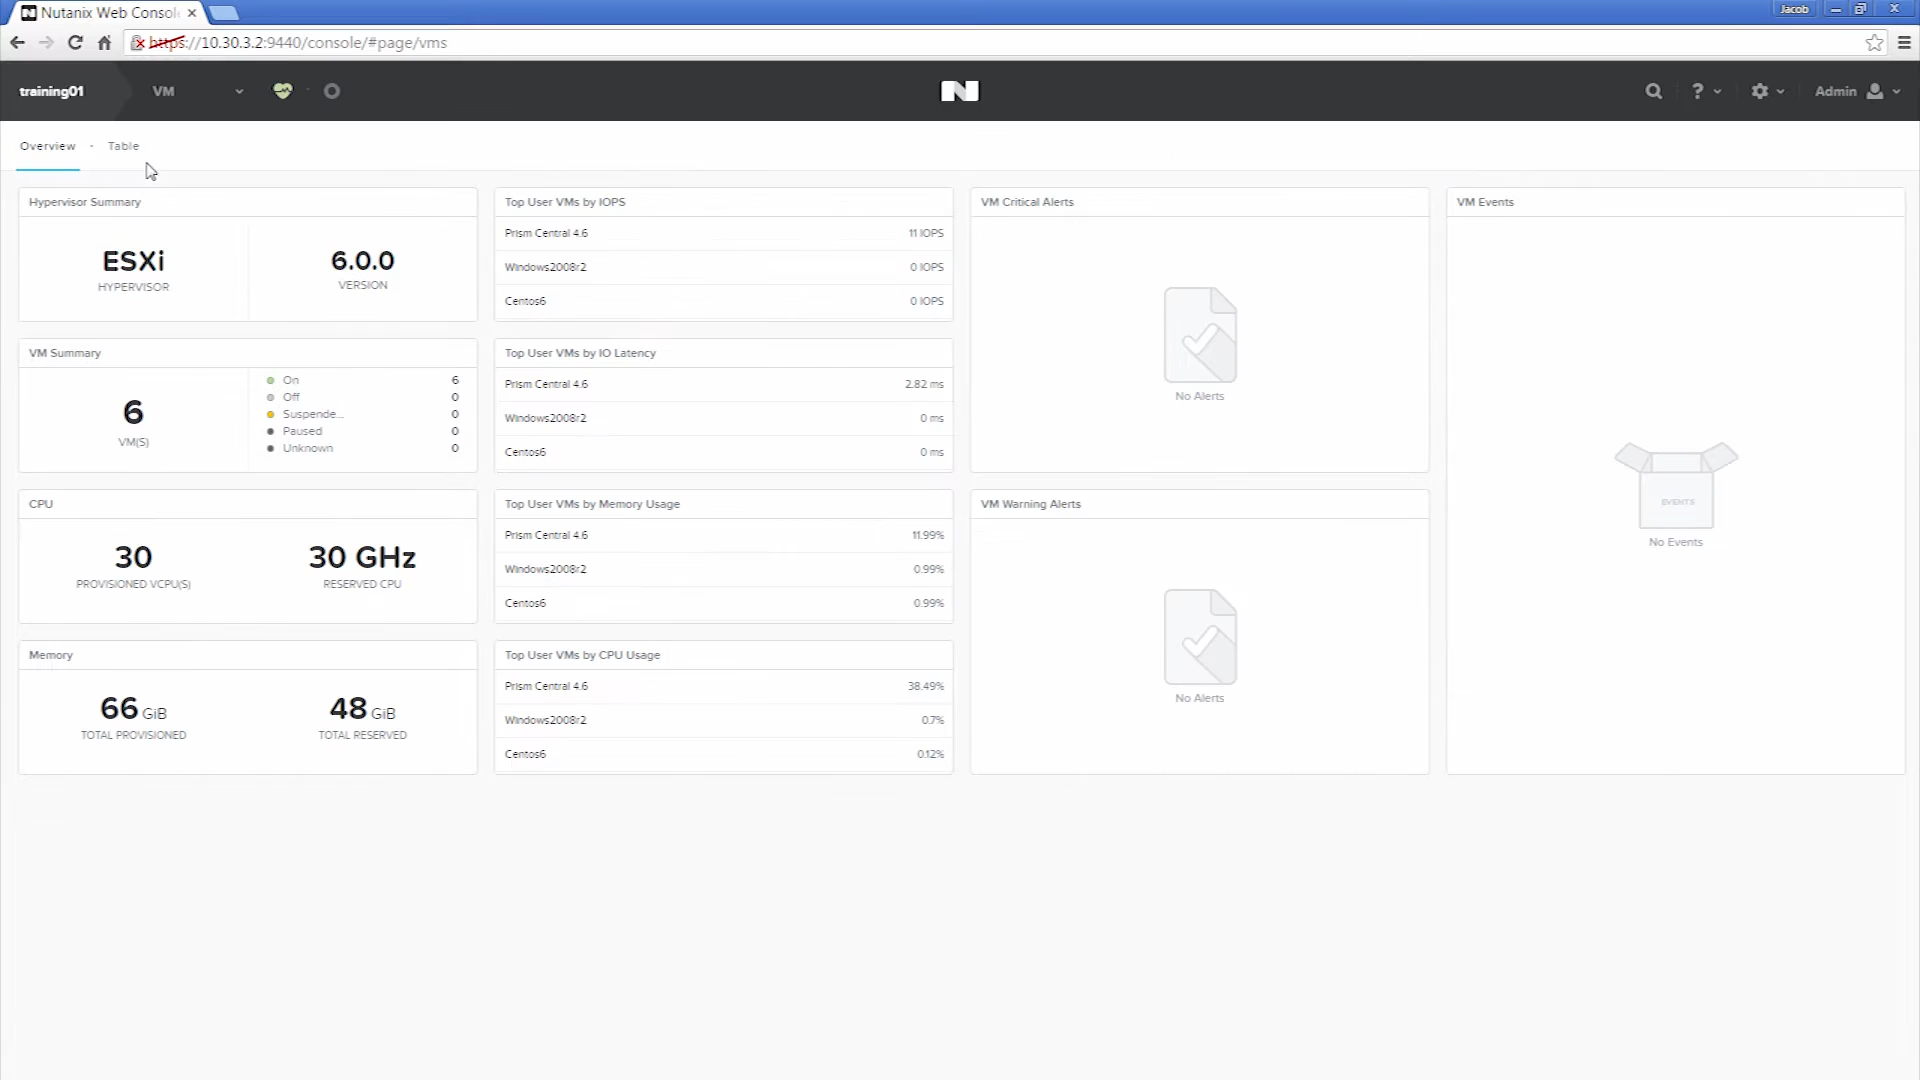 Nutanix Web Consol
Jacob
https://10.30.3.2:9440/console/#page/vms
training01
VM
?
Admin
Overview · Table
Hypervisor Summary
ESXi
HYPERVISOR
6.0.0
VERSION
VM Summary
6
VM(S)
On 6
Off 0
Suspende... 0
Paused 0
Unknown 0
CPU
30
PROVISIONED VCPU(S)
30 GHz
RESERVED CPU
Memory
66 GiB
TOTAL PROVISIONED
48 GiB
TOTAL RESERVED
Top User VMs by IOPS
Prism Central 4.6 11 IOPS
Windows2008r2 0 IOPS
Centos6 0 IOPS
Top User VMs by IO Latency
Prism Central 4.6 2.82 ms
Windows2008r2 0 ms
Centos6 0 ms
Top User VMs by Memory Usage
Prism Central 4.6 11.99%
Windows2008r2 0.99%
Centos6 0.99%
Top User VMs by CPU Usage
Prism Central 4.6 38.49%
Windows2008r2 0.7%
Centos6 0.12%
VM Critical Alerts
No Alerts
VM Warning Alerts
No Alerts
VM Events
EVENTS
No Events